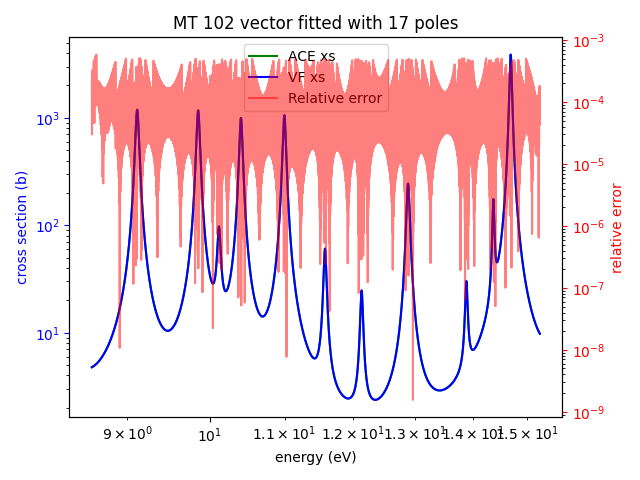 MT 102 vector fitted with 17 poles
ACE xs
VF xs
Relative error
cross section (b)
10³
10²
10¹
10⁻³
10⁻⁴
10⁻⁵
10⁻⁶
10⁻⁷
10⁻⁸
10⁻⁹
relative error
9×10⁰ 10¹ 1.1×10¹ 1.2×10¹ 1.3×10¹ 1.4×10¹ 1.5×10¹
energy (eV)